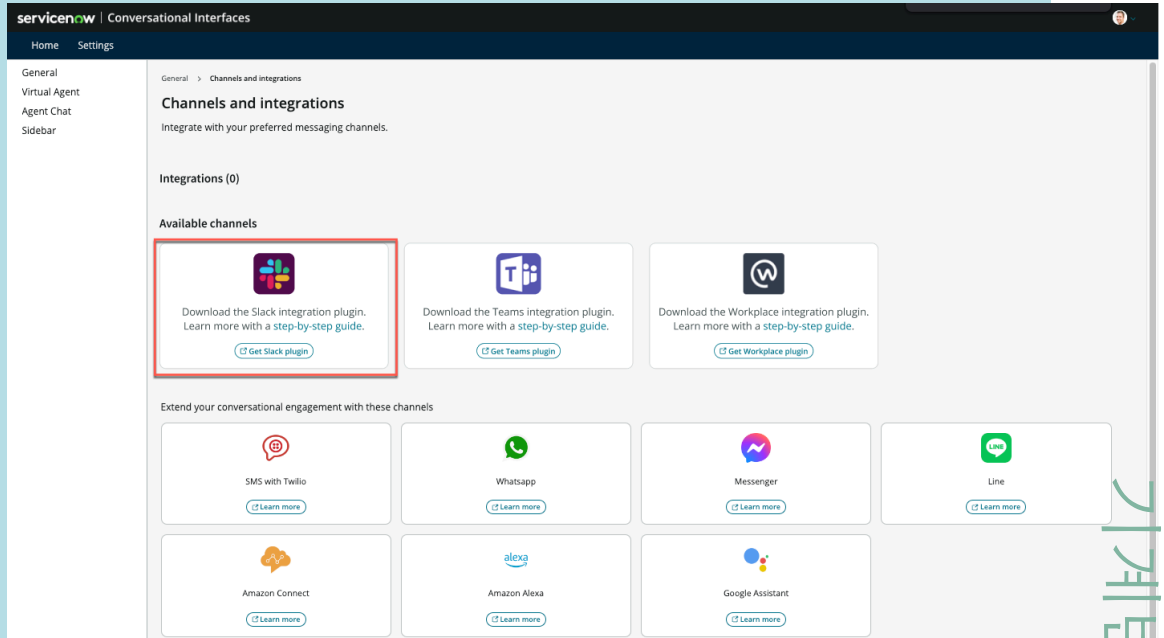 servicenow | Conversational Interfaces
Home Settings
General
Virtual Agent
Agent Chat
Sidebar
General > Channels and integrations
Channels and integrations
Integrate with your preferred messaging channels.
Integrations (0)
Available channels
Download the Slack integration plugin.
Learn more with a step-by-step guide.
Get Slack plugin
Download the Teams integration plugin.
Learn more with a step-by-step guide.
Get Teams plugin
Download the Workplace integration plugin.
Learn more with a step-by-step guide.
Get Workplace plugin
Extend your conversational engagement with these channels
SMS with Twilio
Learn more
Whatsapp
Learn more
Messenger
Learn more
LINE
Line
Learn more
Amazon Connect
Learn more
alexa
Amazon Alexa
Learn more
Google Assistant
Learn more